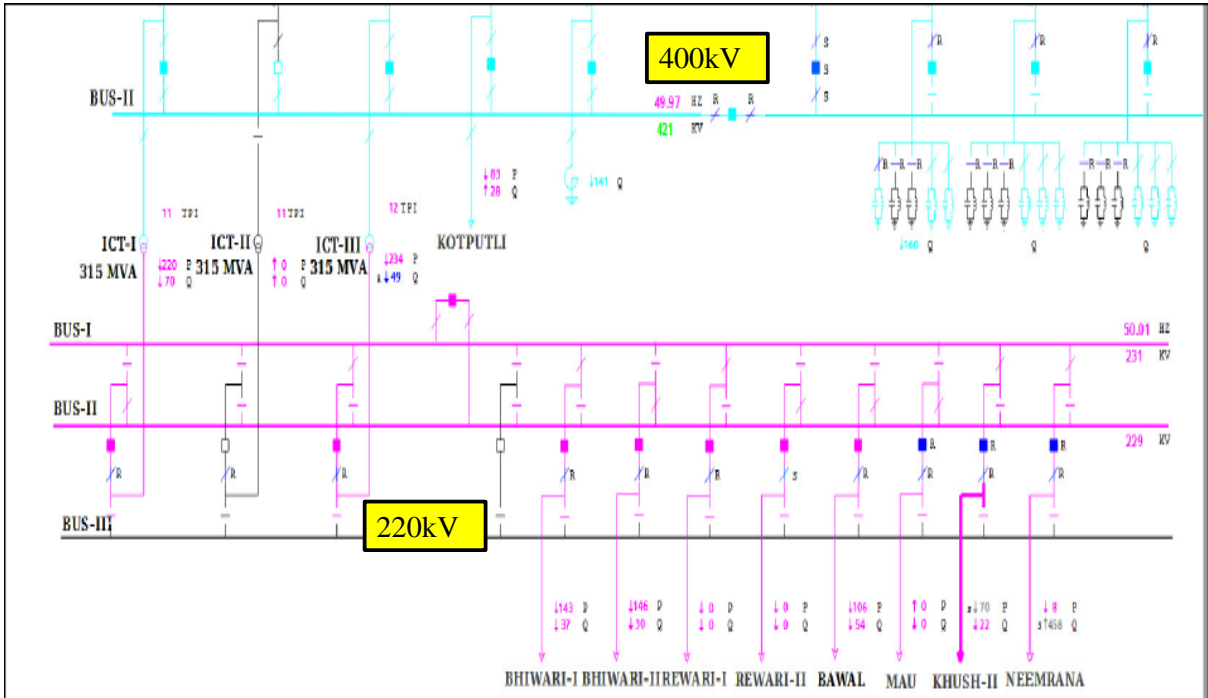 S
R
R
R
400kV
S
BUS-II
49.97 HZ
R
R
S
421 KV
R
R
R
R
R
R
R
R
R
↓83 P
↑28 Q
↓141 Q
11 TPI
11 TPI
12 TPI
ICT-I
ICT-II
ICT-III
KOTPUTLI
↓160 Q
Q
Q
315 MVA
↓220 P
↓70 Q
315 MVA
↑0 P
↑0 Q
315 MVA
↓234 P
↓49 Q
BUS-I
50.01 HZ
231 KV
BUS-II
229 KV
R
R
R
R
R
R
R
R
R
S
R
R
R
R
BUS-III
220kV
↓143 P
↓146 P
↓0 P
↓0 P
↓106 P
↑0 P
s↓70 P
↓8 P
↓37 Q
↓50 Q
↓0 Q
↓0 Q
↓54 Q
↓0 Q
↓22 Q
s↑458 Q
BHIWARI-I BHIWARI-II REWARI-I REWARI-II BAWAL MAU KHUSH-II NEEMRANA